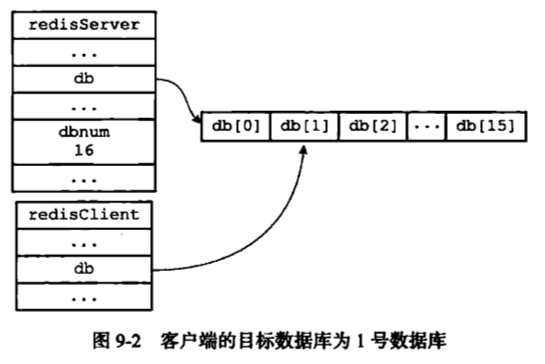 redisServer
...
db
...
dbnum
16
...
db[0] db[1] db[2] ... db[15]
redisClient
...
db
...
图 9-2 客户端的目标数据库为 1 号数据库